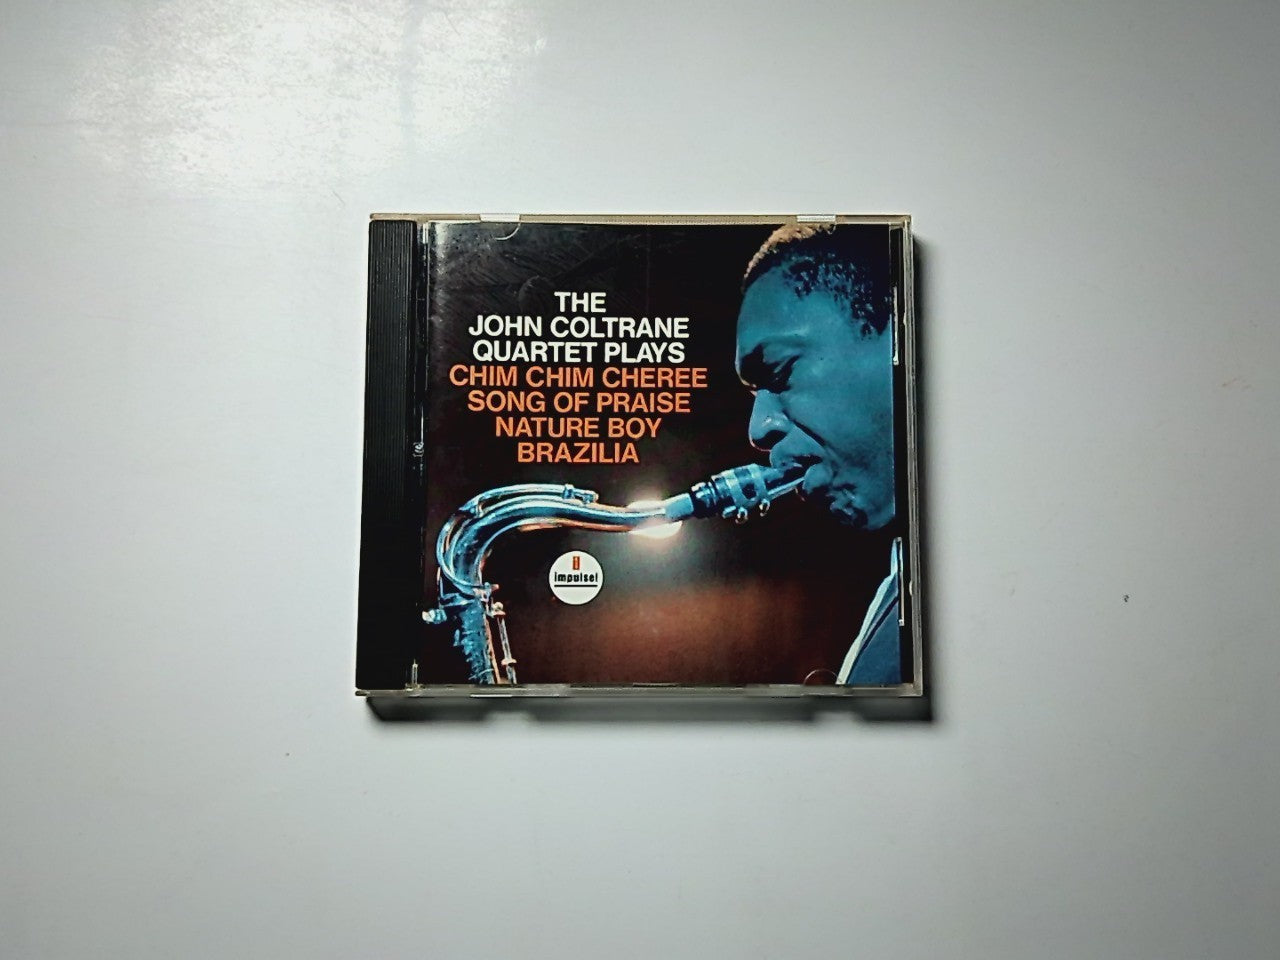 THE
JOHN COLTRANE
QUARTET PLAYS
CHIM CHIM CHEREE
SONG OF PRAISE
NATURE BOY
BRAZILIA
i
impulse!